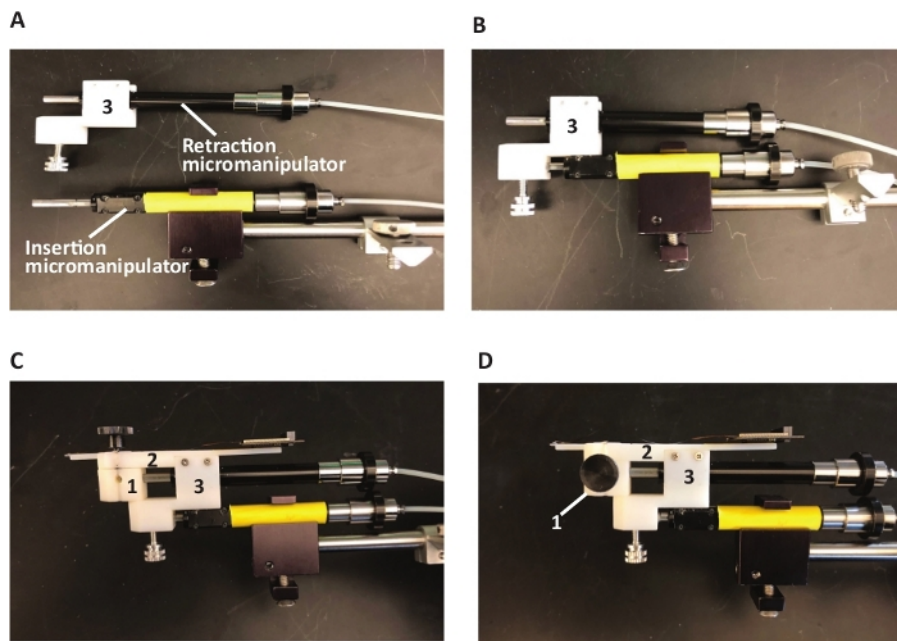 A
B
3
Retraction
micromanipulator
Insertion
micromanipulator
3
C
D
2
1
3
2
3
1